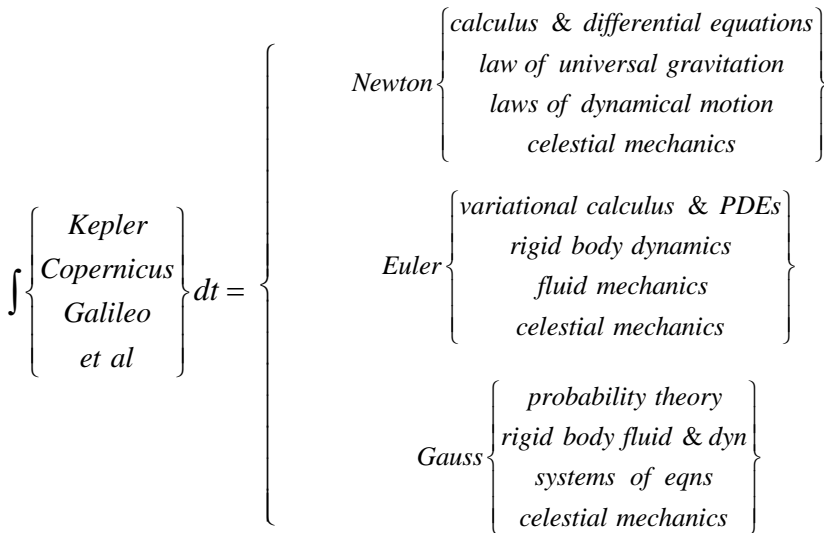 ∫{Kepler
Copernicus
Galileo
et al} dt =
Newton
calculus & differential equations
law of universal gravitation
laws of dynamical motion
celestial mechanics
Euler
variational calculus & PDEs
rigid body dynamics
fluid mechanics
celestial mechanics
Gauss
probability theory
rigid body fluid & dyn
systems of eqns
celestial mechanics